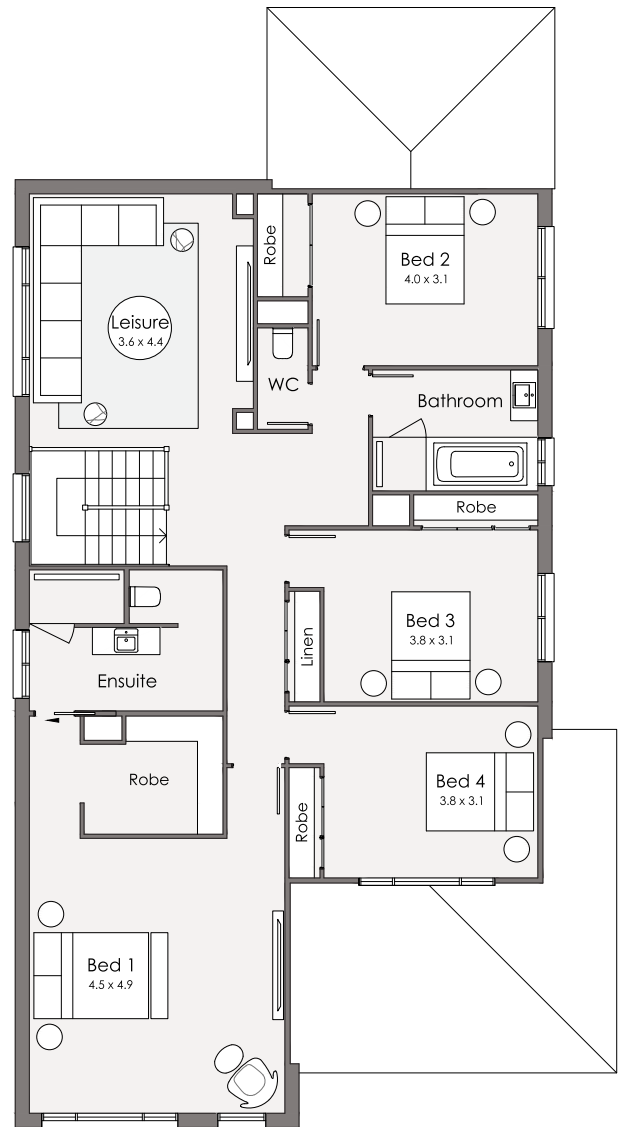 Robe
Bed 2
4.0 x 3.1
Leisure
3.6 x 4.4
WC
Bathroom
Robe
Bed 3
3.8 x 3.1
Linen
Ensuite
Robe
Bed 4
3.8 x 3.1
Robe
Bed 1
4.5 x 4.9